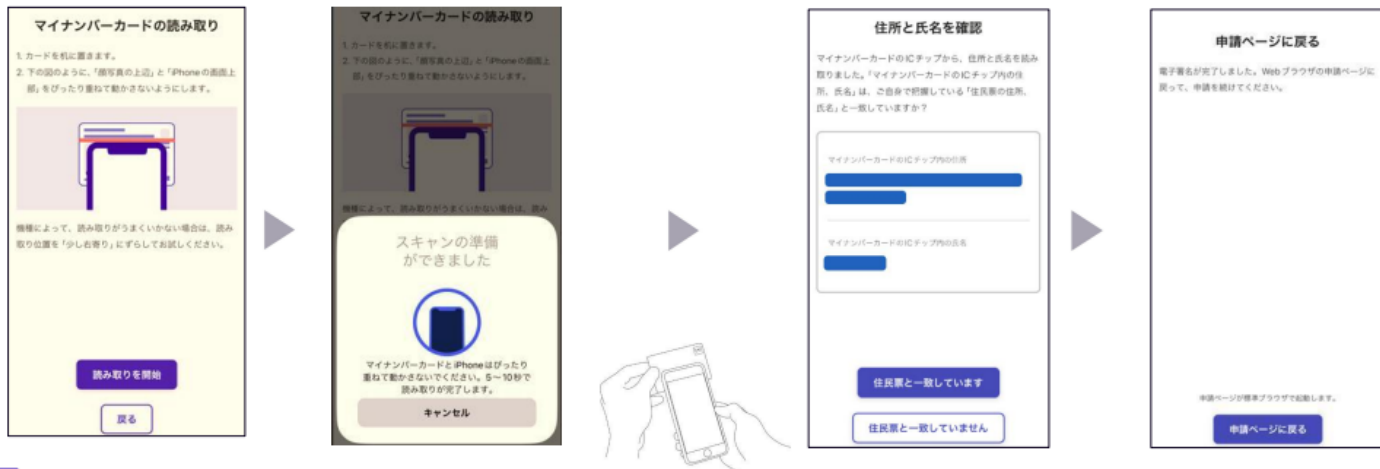 マイナンバーカードの読み取り
1. カードを机に置きます。
2. 下の図のように、「顔写真の上辺」と「iPhoneの画面上
部」をぴったり重ねて動かさないようにします。
機種によって、読み取りがうまくいかない場合は、読み
取り位置を「少し右寄り」にずらしてお試しください。
読み取りを開始
戻る
マイナンバーカードの読み取り
1. カードを机に置きます。
2. 下の図のように、「顔写真の上辺」と「iPhoneの画面上
部」をぴったり重ねて動かさないようにします。
機種によって、読み取りがうまくいかない場合は、読み
スキャンの準備
ができました
マイナンバーカードとiPhoneはぴったり
重ねて動かさないでください。5〜10秒で
読み取りが完了します。
キャンセル
住所と氏名を確認
マイナンバーカードのICチップから、住所と氏名を読み
取りました。「マイナンバーカードのICチップ内の住
所、氏名」は、ご自身で把握している「住民票の住所、
氏名」と一致していますか?
マイナンバーカードのICチップ内の住所
マイナンバーカードのICチップ内の氏名
住民票と一致しています
住民票と一致していません
申請ページに戻る
電子署名が完了しました。Webブラウザの申請ページに
戻って、申請を続けてください。
申請ページが標準ブラウザで起動します。
申請ページに戻る